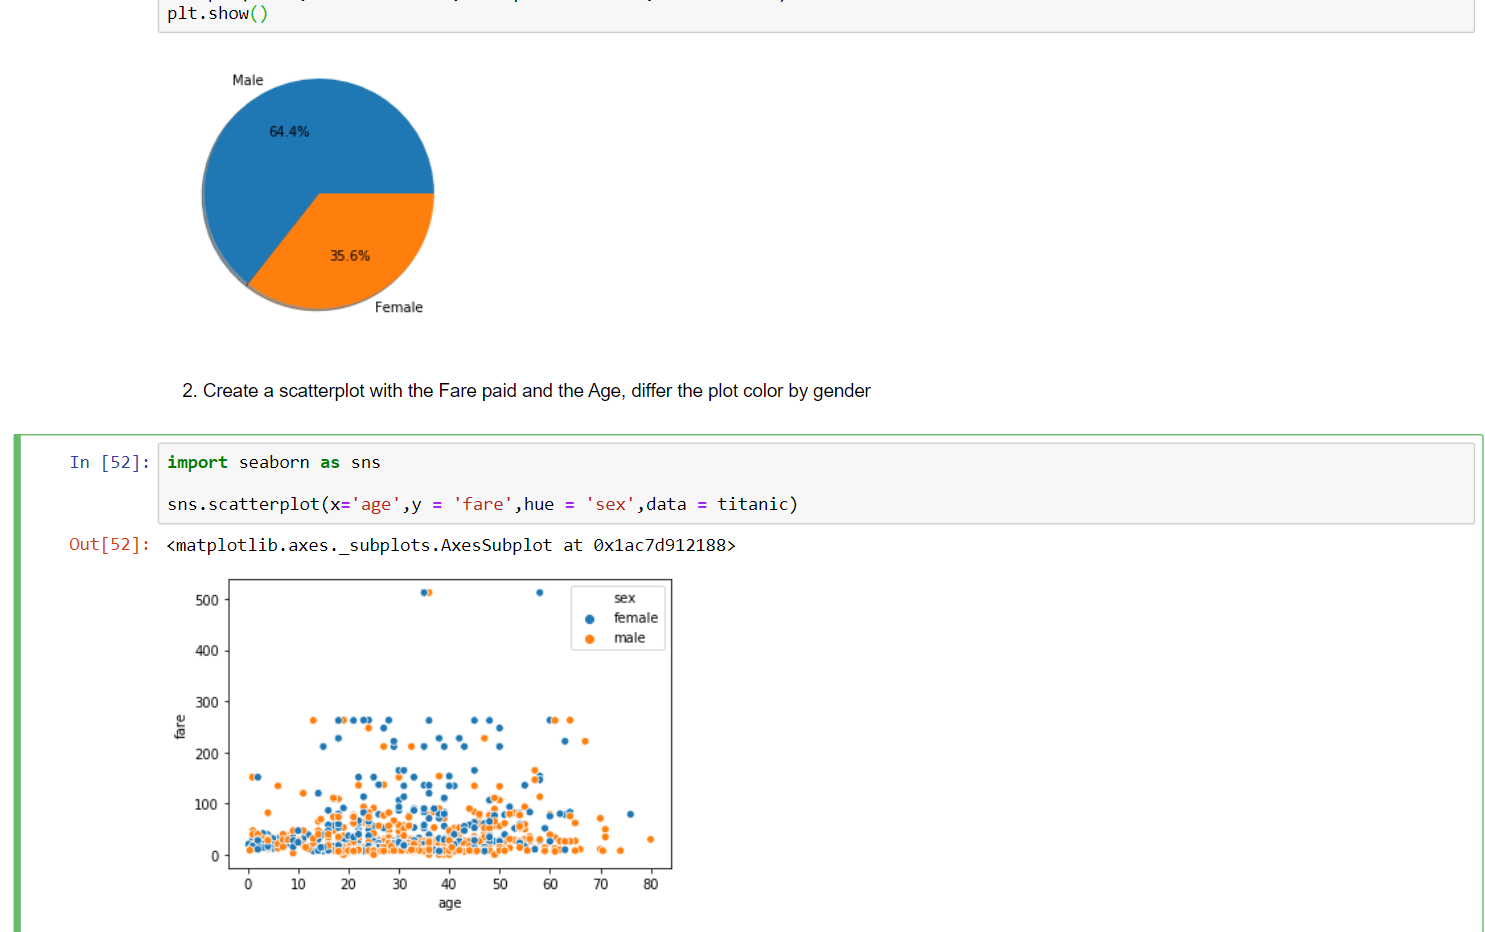 plt.show()
Male
64.4%
35.6%
Female
2. Create a scatterplot with the Fare paid and the Age, differ the plot color by gender
In [52]: import seaborn as sns
sns.scatterplot(x='age',y = 'fare',hue = 'sex',data = titanic)
Out[52]: <matplotlib.axes._subplots.AxesSubplot at 0x1ac7d912188>
sex
female
male
500
400
300
200
100
0
fare
0 10 20 30 40 50 60 70 80
age